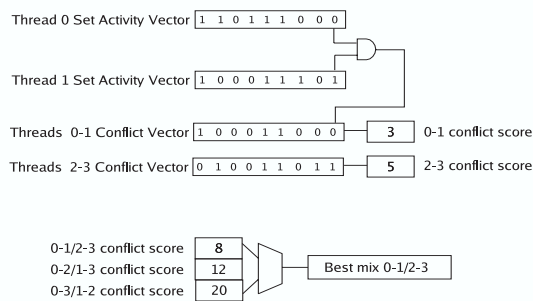 Thread 0 Set Activity Vector 1 1 0 1 1 1 0 0 0
Thread 1 Set Activity Vector 1 0 0 0 1 1 1 0 1
Threads 0-1 Conflict Vector 1 0 0 0 1 1 0 0 0 3 0-1 conflict score
Threads 2-3 Conflict Vector 0 1 0 0 1 1 0 1 1 5 2-3 conflict score
0-1/2-3 conflict score 8
0-2/1-3 conflict score 12 Best mix 0-1/2-3
0-3/1-2 conflict score 20